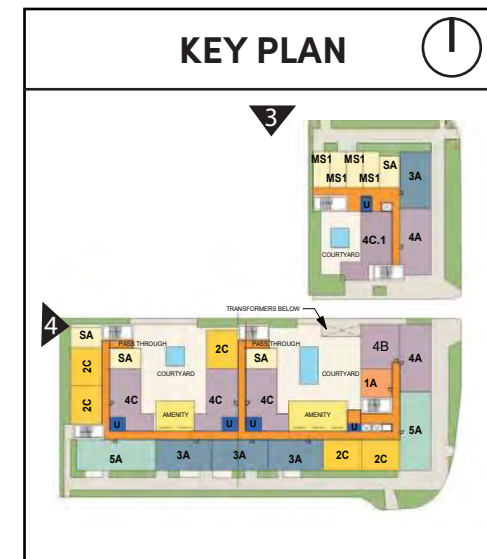 KEY PLAN
3
MS1 MS1 SA
MS1 MS1
3A
U
4C.1 4A
COURTYARD
TRANSFORMERS BELOW
4
SA PASS THROUGH 2C PASS THROUGH 4B 4A
SA SA
2C COURTYARD COURTYARD 1A
2C 4C 4C 4C
AMENITY AMENITY
U U U U
5A
5A 3A 3A 3A 2C 2C